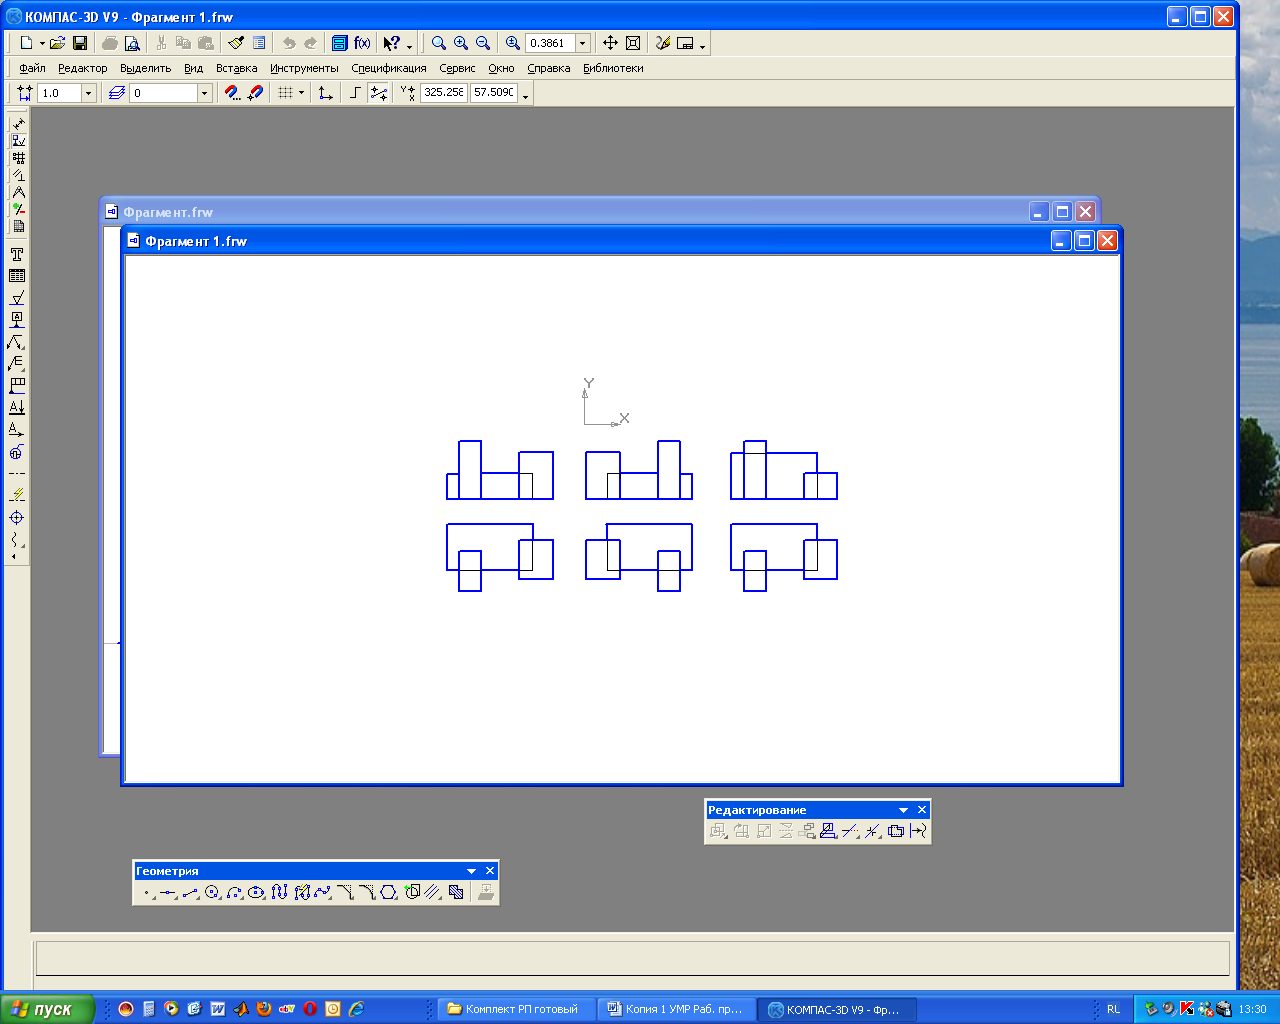 КОМПАС-3D V9 - Фрагмент 1.frw
f(x) ? 0.3861
Файл Редактор Выделить Вид Вставка Инструменты Спецификация Сервис Окно Справка Библиотеки
1.0 0 325.258 57.509
Фрагмент.frw
Фрагмент 1.frw
Y
X
Редактирование
Геометрия
пуск Комплект РП готовый Копия 1 УМР Раб. пр... КОМПАС-3D V9 - Фр... RL 13:30